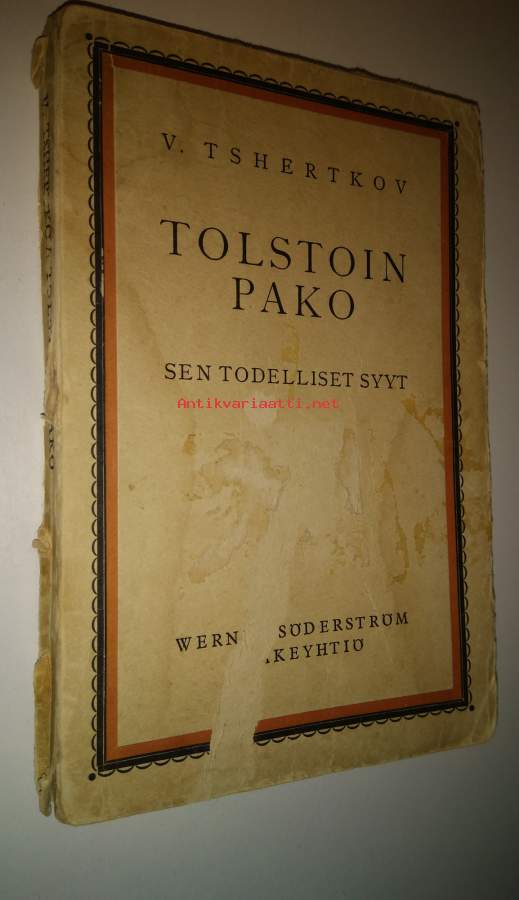 V. TSHERTKOV
TOLSTOIN
PAKO
SEN TODELLISET SYYT
Antikvariaatti.net
SÖDERSTRÖM